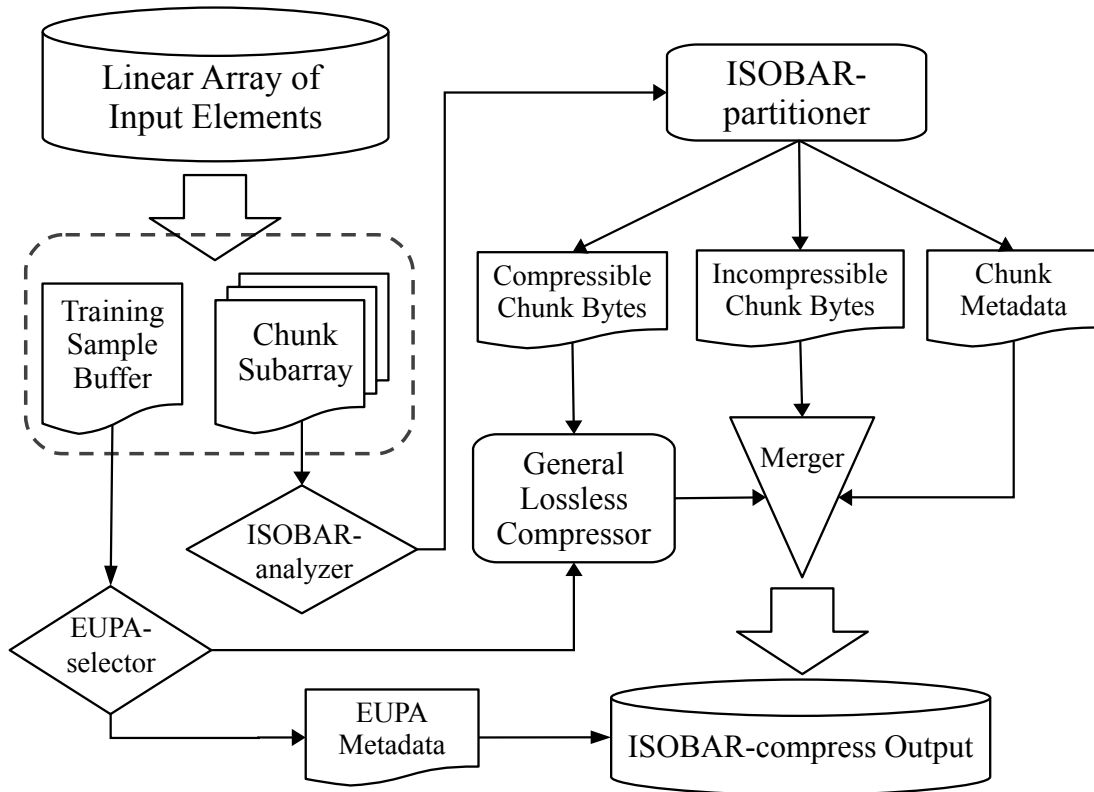 Linear Array of
Input Elements
ISOBAR-
partitioner
Training
Sample
Buffer
Chunk
Subarray
Compressible
Chunk Bytes
Incompressible
Chunk Bytes
Chunk
Metadata
General
Lossless
Compressor
Merger
ISOBAR-
analyzer
EUPA-
selector
EUPA
Metadata
ISOBAR-compress Output